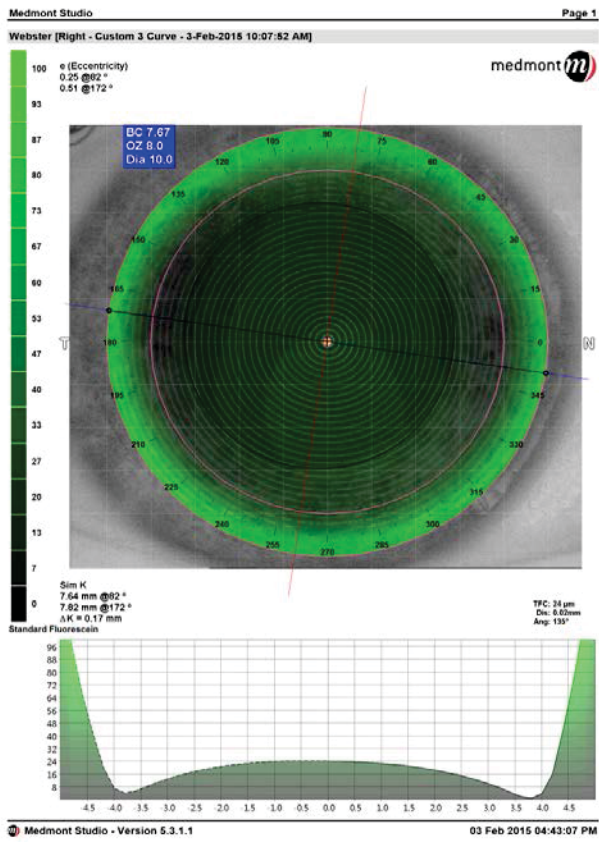 Medmont Studio
Page 1
Webster [Right - Custom 3 Curve - 3-Feb-2015 10:07:52 AM]
medmont m
e (Eccentricity)
0.25 @82 °
0.51 @172 °
100
93
87
80
73
67
60
53
47
40
33
27
20
13
7
0
BC 7.67
OZ 8.0
Dia 10.0
90
105
75
120
60
135
45
150
30
165
15
T
180
0
N
195
345
210
330
225
315
240
300
255
270
285
Sim K
7.64 mm @82 °
7.82 mm @172 °
ΔK = 0.17 mm
TFC: 24 µm
Dis: 0.02mm
Ang: 135°
Standard Fluorescein
96
88
80
72
64
56
48
40
32
24
16
8
-4.5 -4.0 -3.5 -3.0 -2.5 -2.0 -1.5 -1.0 -0.5 0.0 0.5 1.0 1.5 2.0 2.5 3.0 3.5 4.0 4.5
m Medmont Studio - Version 5.3.1.1
03 Feb 2015 04:43:07 PM